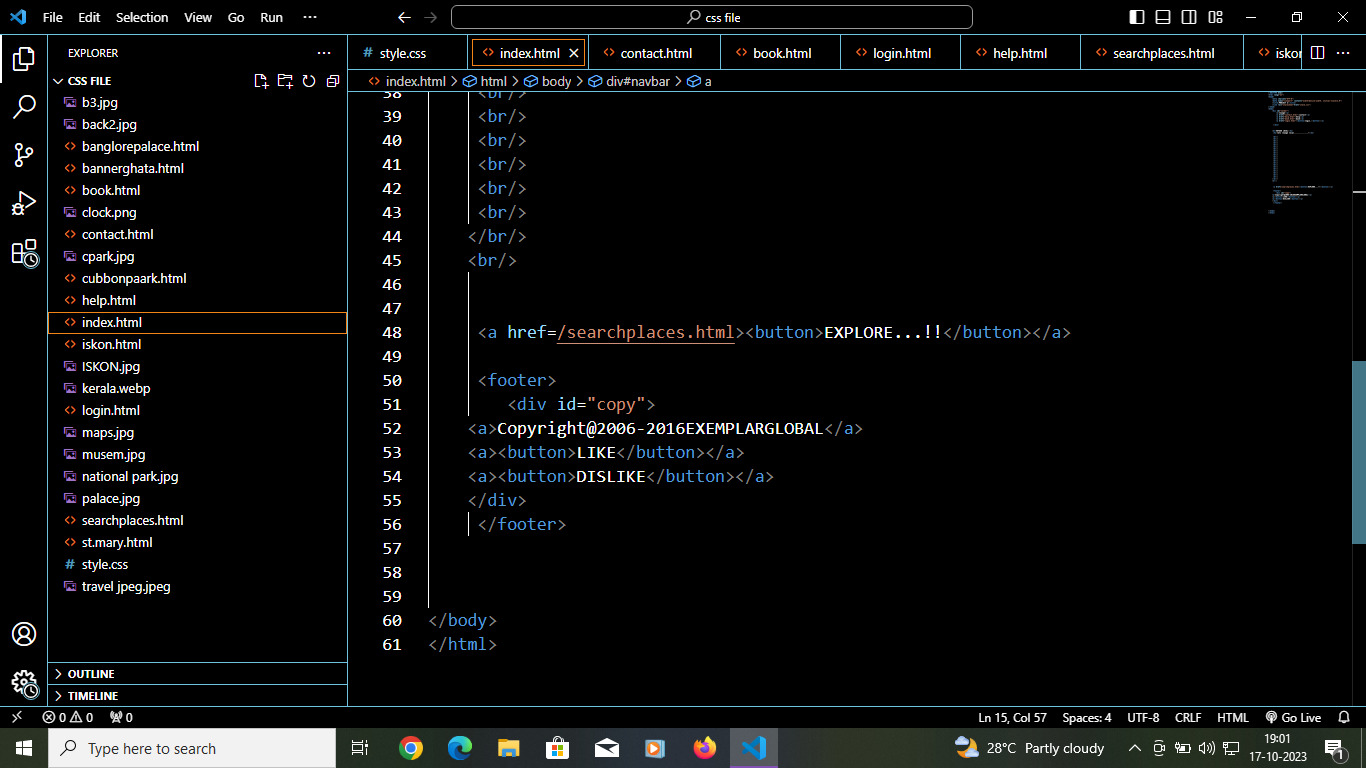 File Edit Selection View Go Run ··· css file
EXPLORER ···
CSS FILE
b3.jpg
back2.jpg
banglorepalace.html
bannerghata.html
book.html
clock.png
contact.html
cpark.jpg
cubbonpaark.html
help.html
index.html
iskon.html
ISKON.jpg
kerala.webp
login.html
maps.jpg
musem.jpg
national park.jpg
palace.jpg
searchplaces.html
st.mary.html
# style.css
travel jpeg.jpeg
OUTLINE
TIMELINE
# style.css <> index.html <> contact.html <> book.html <> login.html <> help.html <> searchplaces.html <> iskon ···
<> index.html > html > body > div#navbar > a
38 <br/>
39 <br/>
40 <br/>
41 <br/>
42 <br/>
43 <br/>
44 </br/>
45 <br/>
46
47
48 <a href=/searchplaces.html><button>EXPLORE...!!</button></a>
49
50 <footer>
51 <div id="copy">
52 <a>Copyright@2006-2016EXEMPLARGLOBAL</a>
53 <a><button>LIKE</button></a>
54 <a><button>DISLIKE</button></a>
55 </div>
56 </footer>
57
58
59
60 </body>
61 </html>
0 0 0 Ln 15, Col 57 Spaces: 4 UTF-8 CRLF HTML Go Live
Type here to search 28°C Partly cloudy 19:01
17-10-2023 1